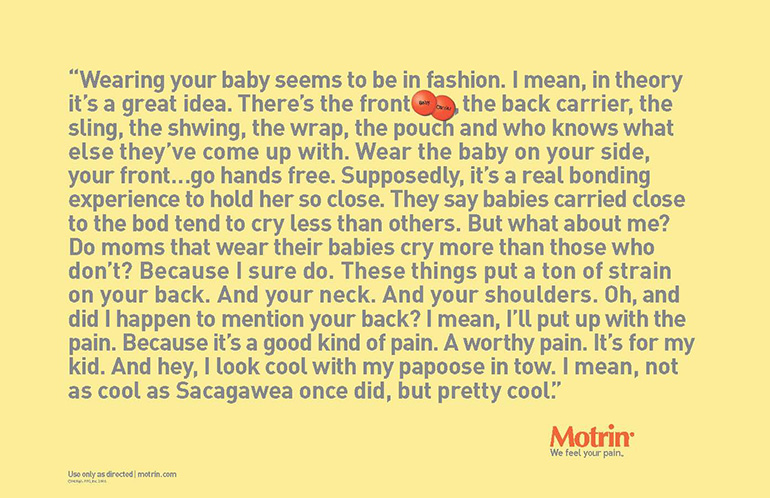 “Wearing your baby seems to be in fashion. I mean, in theory
it’s a great idea. There’s the front baby carrier, the back carrier, the
sling, the shwing, the wrap, the pouch and who knows what
else they’ve come up with. Wear the baby on your side,
your front...go hands free. Supposedly, it’s a real bonding
experience to hold her so close. They say babies carried close
to the bod tend to cry less than others. But what about me?
Do moms that wear their babies cry more than those who
don’t? Because I sure do. These things put a ton of strain
on your back. And your neck. And your shoulders. Oh, and
did I happen to mention your back? I mean, I’ll put up with the
pain. Because it’s a good kind of pain. A worthy pain. It’s for my
kid. And hey, I look cool with my papoose in tow. I mean, not
as cool as Sacagawea once did, but pretty cool.”
Motrin
We feel your pain.
Use only as directed | motrin.com